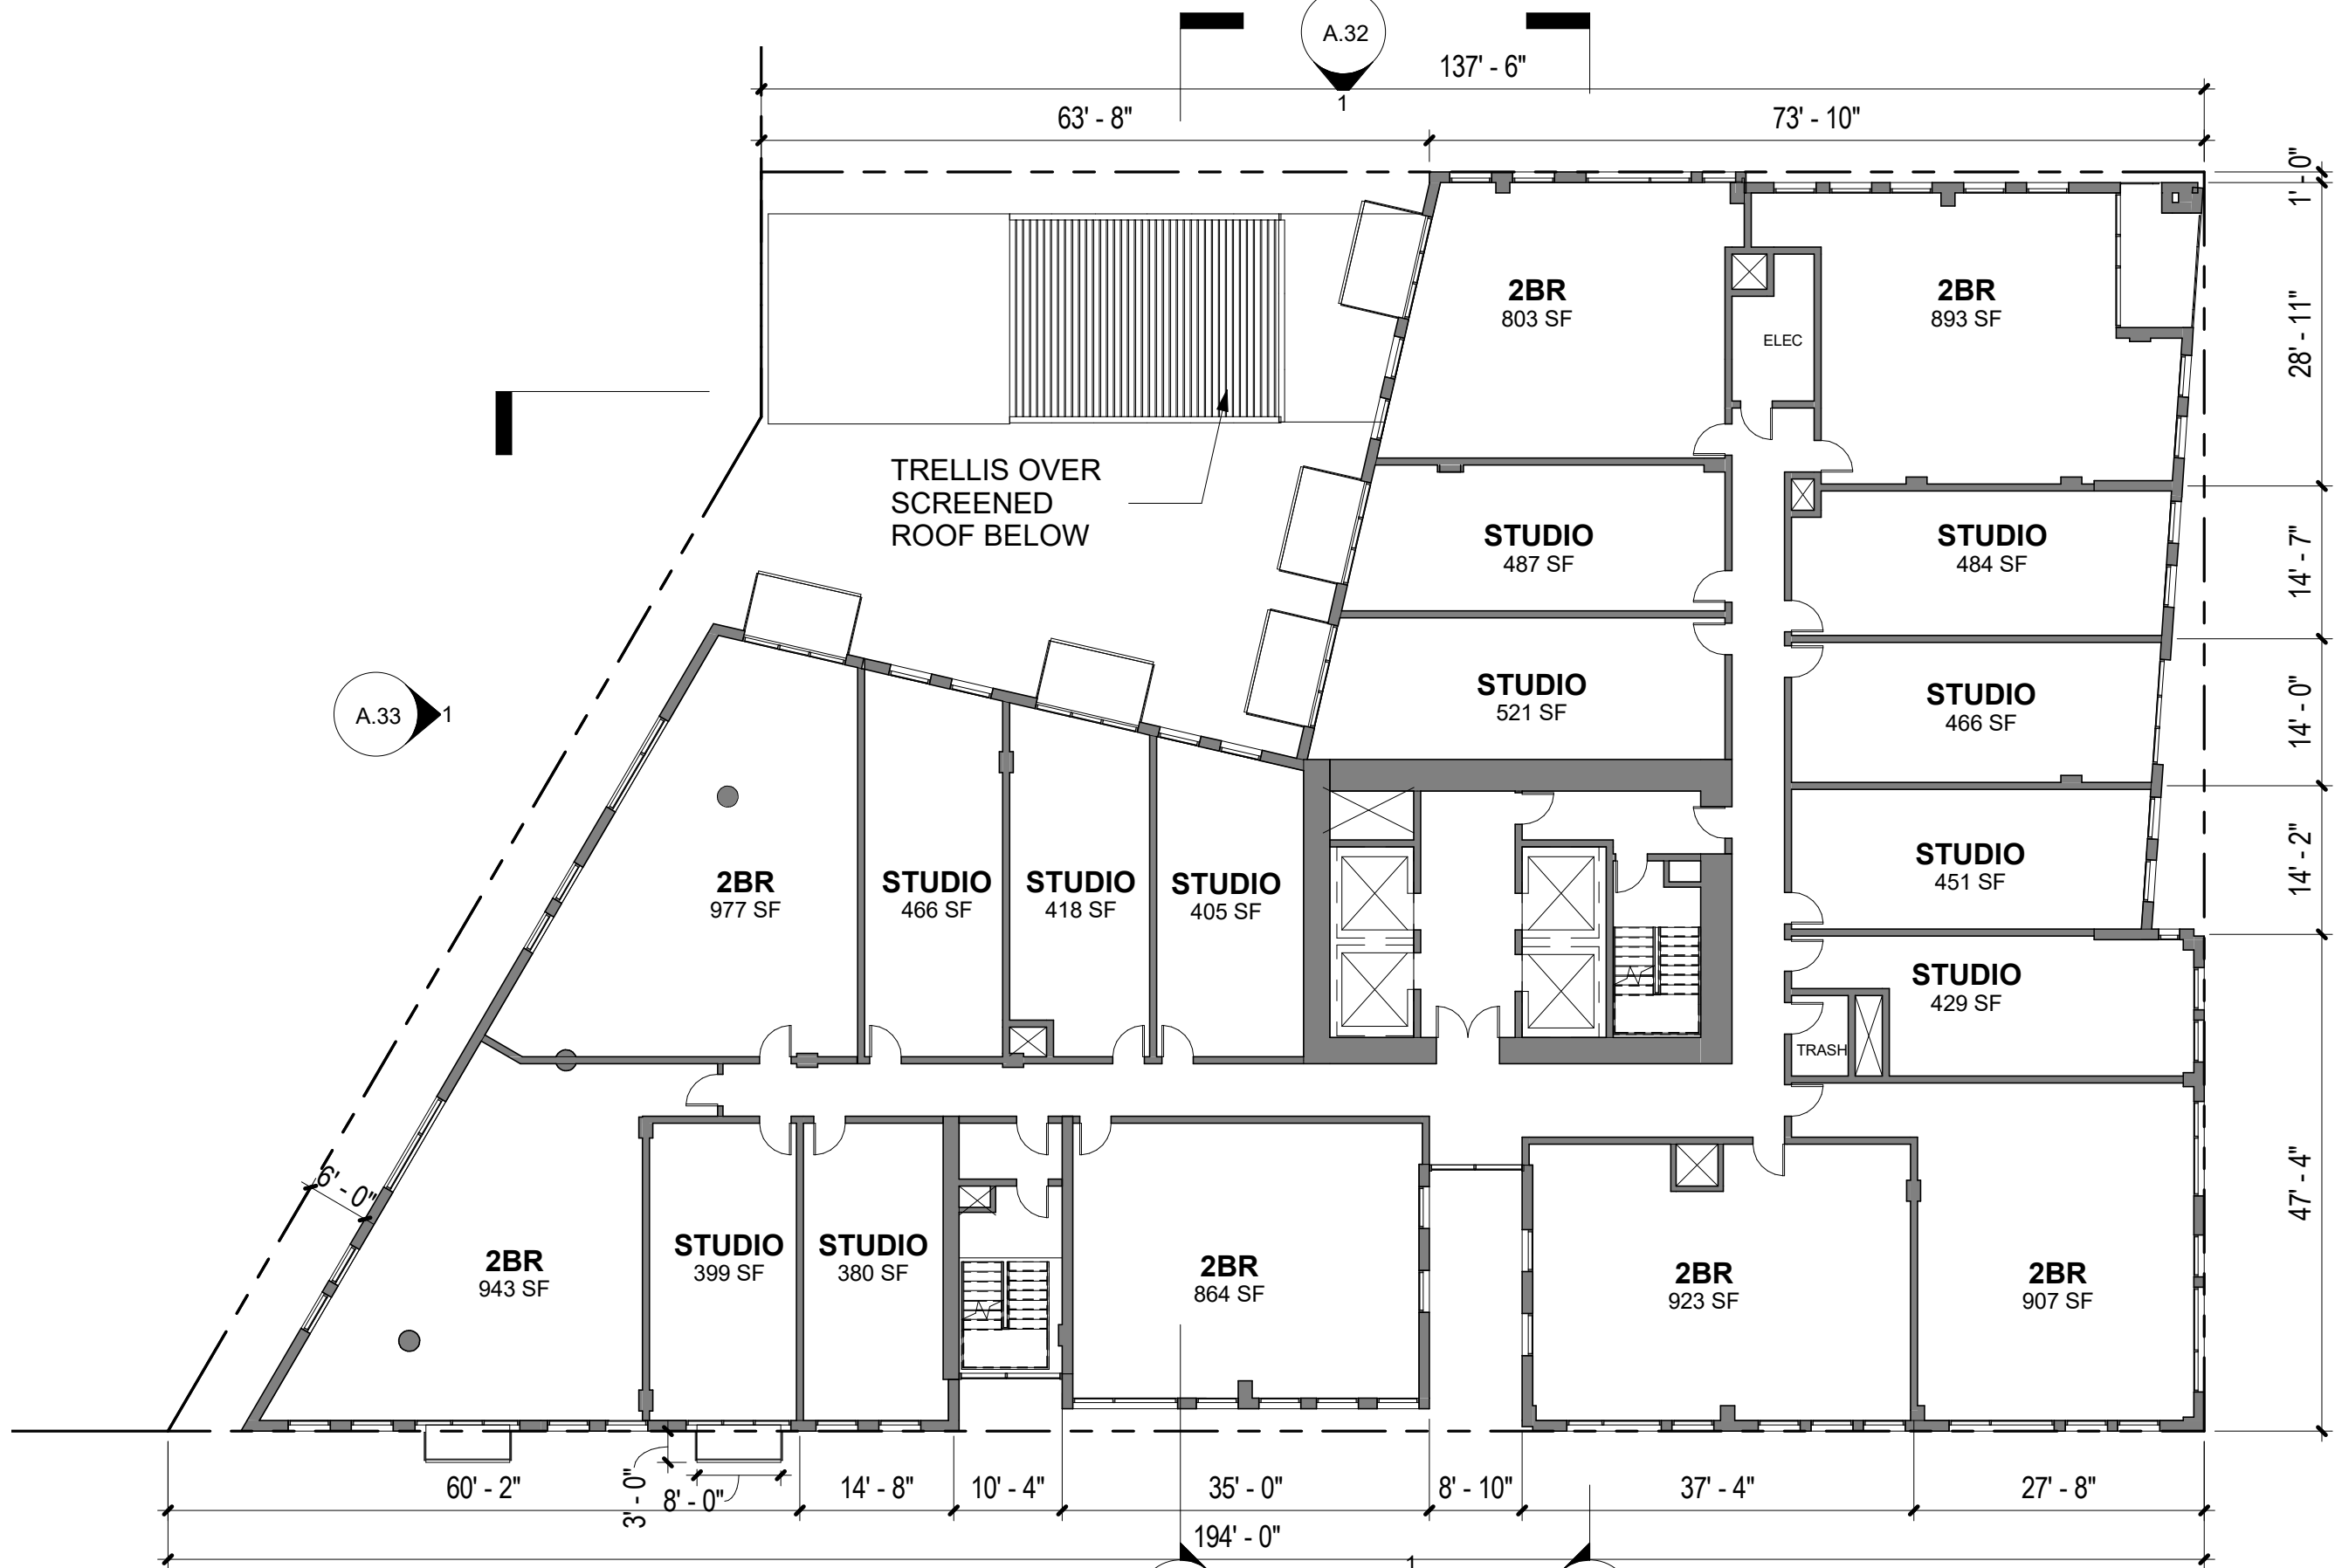 A.32
1
137' - 6"
63' - 8"
73' - 10"
1' - 0"
2BR
803 SF
2BR
893 SF
ELEC
28' - 11"
TRELLIS OVER
SCREENED
ROOF BELOW
STUDIO
487 SF
STUDIO
484 SF
14' - 7"
STUDIO
521 SF
STUDIO
466 SF
14' - 0"
A.33
1
2BR
977 SF
STUDIO
466 SF
STUDIO
418 SF
STUDIO
405 SF
STUDIO
451 SF
14' - 2"
STUDIO
429 SF
TRASH
6' - 0"
2BR
943 SF
STUDIO
399 SF
STUDIO
380 SF
2BR
864 SF
2BR
923 SF
2BR
907 SF
47' - 4"
60' - 2"
3' - 0"
8' - 0"
14' - 8"
10' - 4"
35' - 0"
8' - 10"
37' - 4"
27' - 8"
194' - 0"
1